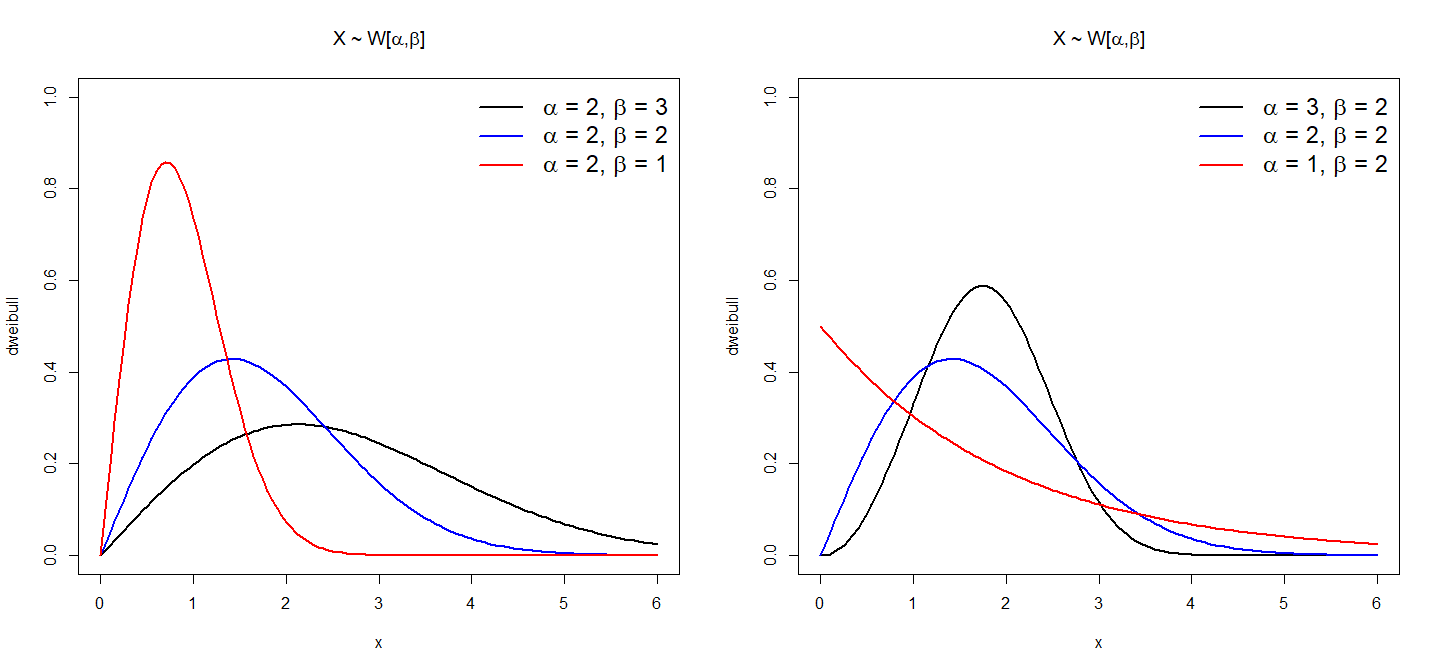 X ~ W[α,β]
α = 2, β = 3
α = 2, β = 2
α = 2, β = 1
dweibull
1.0
0.8
0.6
0.4
0.2
0.0
0 1 2 3 4 5 6
x
X ~ W[α,β]
α = 3, β = 2
α = 2, β = 2
α = 1, β = 2
dweibull
1.0
0.8
0.6
0.4
0.2
0.0
0 1 2 3 4 5 6
x